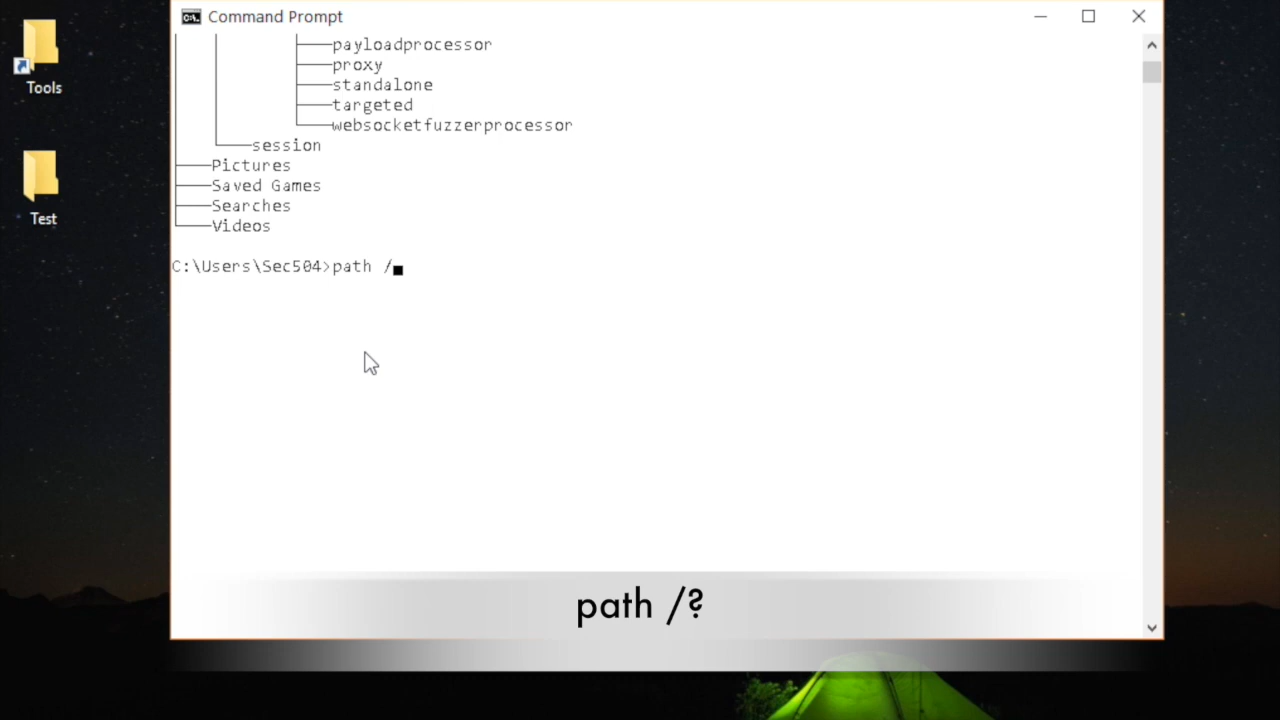 Command Prompt
Tools
Test
payloadprocessor
proxy
standalone
targeted
websocketfuzzerprocessor
session
Pictures
Saved Games
Searches
Videos
C:\Users\Sec504>path /
path /?